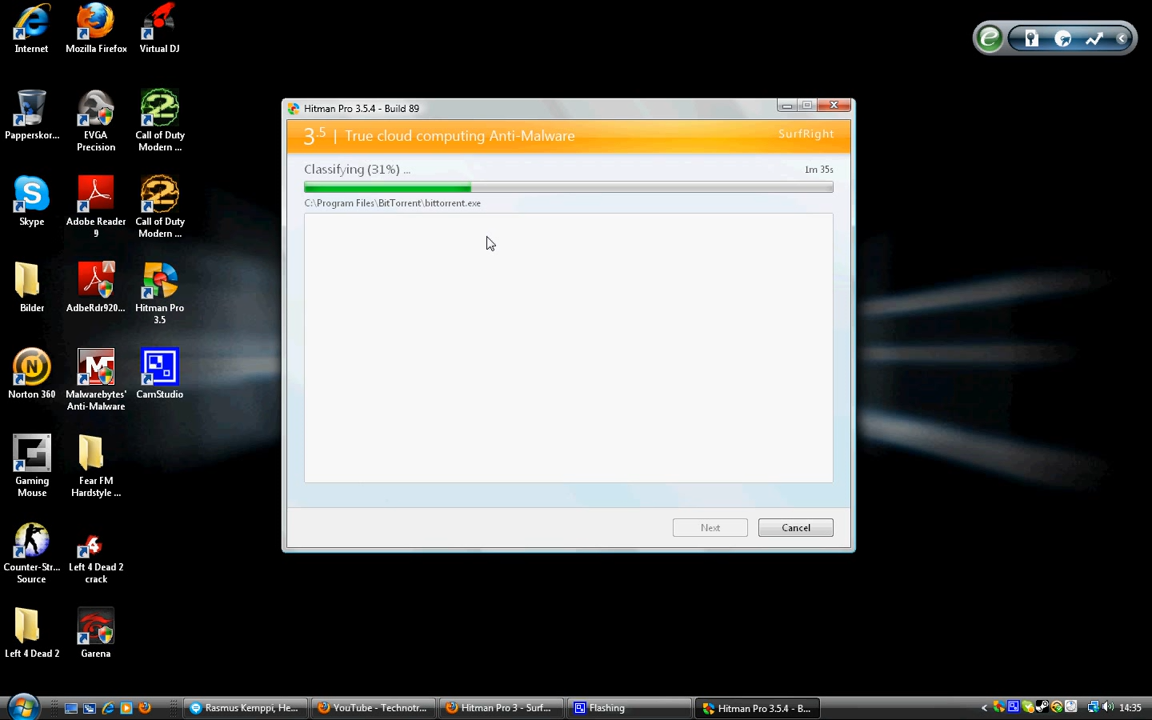 Internet
Mozilla Firefox
Virtual DJ
Papperskor...
EVGA
Precision
Call of Duty
Modern ...
Skype
Adobe Reader
9
Call of Duty
Modern ...
Bilder
AdbeRdr920...
Hitman Pro
3.5
Norton 360
Malwarebytes'
Anti-Malware
CamStudio
Gaming
Mouse
Fear FM
Hardstyle ...
Counter-Str...
Source
Left 4 Dead 2
crack
Left 4 Dead 2
Garena
Hitman Pro 3.5.4 - Build 89
3.5 | True cloud computing Anti-Malware
SurfRight
Classifying (31%) ...
1m 35s
C:\Program Files\BitTorrent\bittorrent.exe
Next
Cancel
Rasmus Kemppi, He...
YouTube - Technotr...
Hitman Pro 3 - Surf...
Flashing
Hitman Pro 3.5.4 - B...
14:35